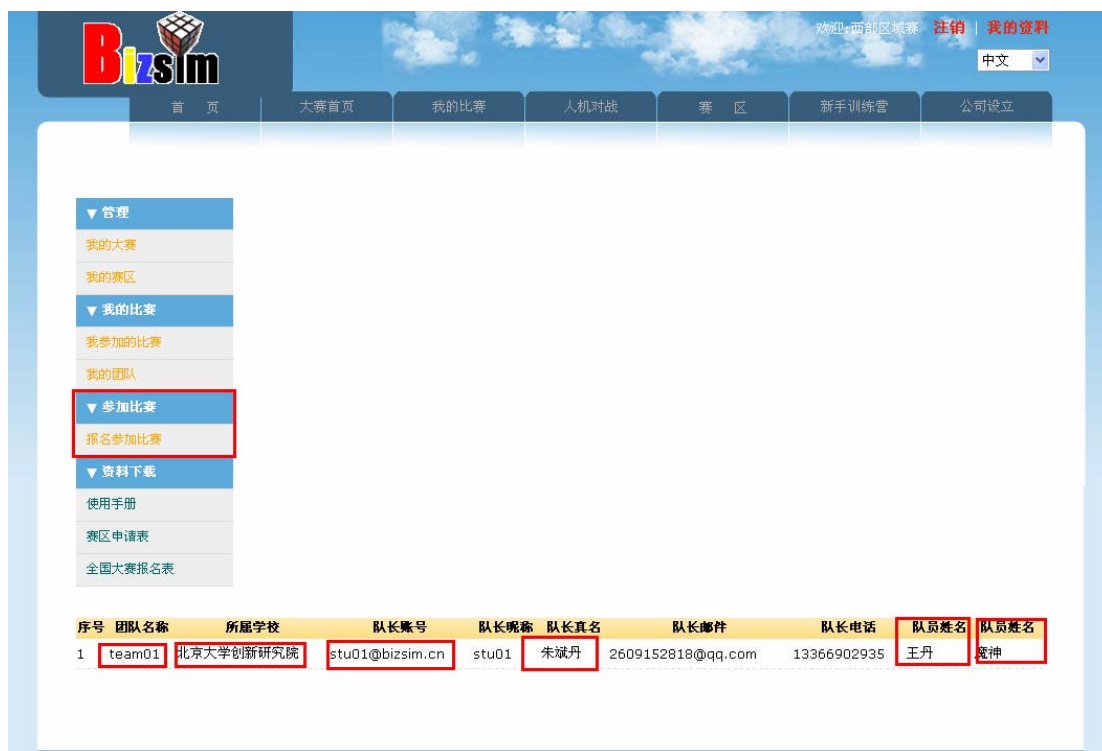 Bizsim
欢迎:西部区域赛 注销 | 我的资料
中文
首 页 大赛首页 我的比赛 人机对战 赛 区 新手训练营 公司设立
▼管理
我的大赛
我的赛区
▼我的比赛
我参加的比赛
我的团队
▼参加比赛
报名参加比赛
▼资料下载
使用手册
赛区申请表
全国大赛报名表
序号 团队名称 所属学校 队长账号 队长昵称 队长真名 队长邮件 队长电话 队员姓名 队员姓名
1 team01 北京大学创新研究院 stu01@bizsim.cn stu01 朱斌丹 2609152818@qq.com 13366902935 王丹 魔神